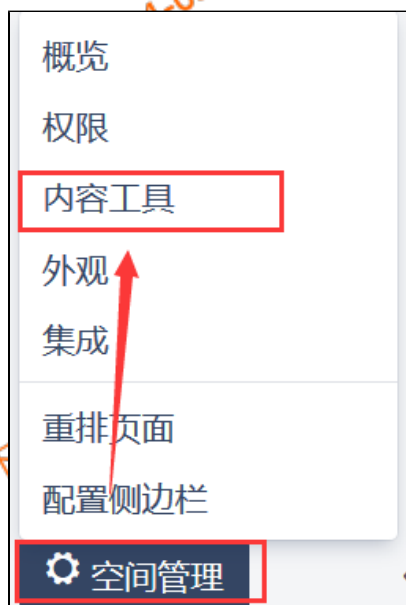 概览
权限
内容工具
外观
集成
重排页面
配置侧边栏
空间管理